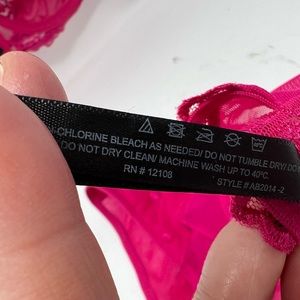 -CHLORINE BLEACH AS NEEDED/ DO NOT TUMBLE DRY/ DO
DO NOT DRY CLEAN/ MACHINE WASH UP TO 40°C.
RN # 12108
STYLE # AB2014 -2